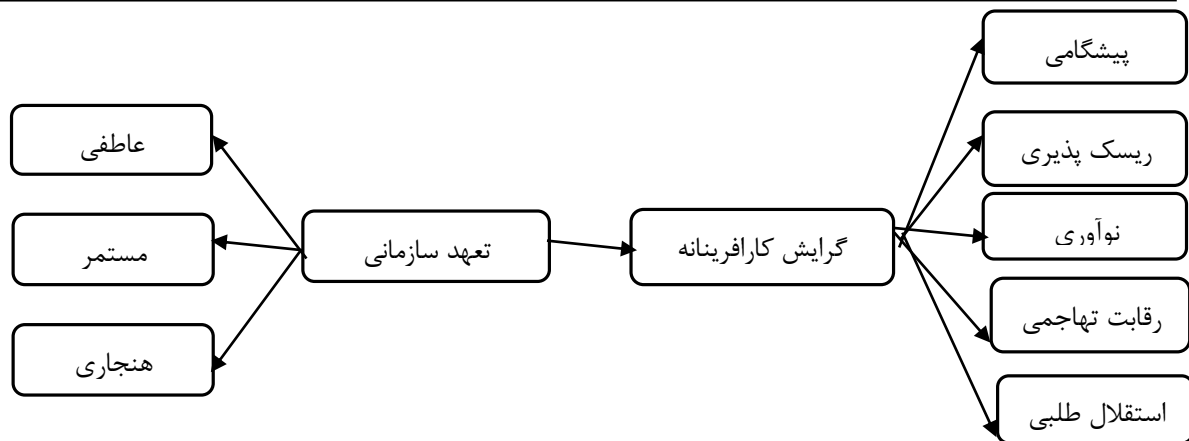 پیشگامی
ریسک پذیری
نوآوری
رقابت تهاجمی
استقلال طلبی
گرایش کارافرینانه
تعهد سازمانی
عاطفی
مستمر
هنجاری